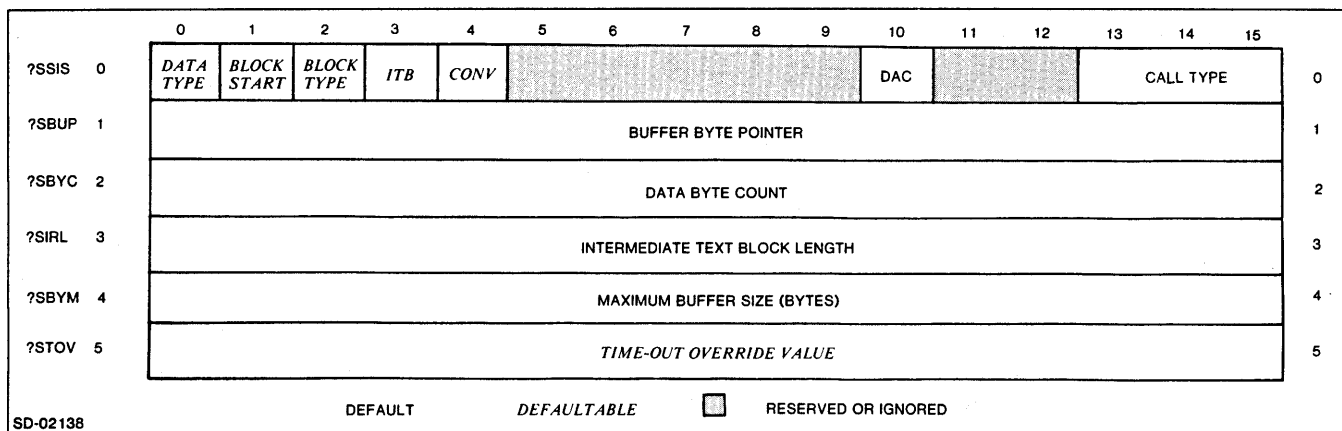 0 1 2 3 4 5 6 7 8 9 10 11 12 13 14 15
?SSIS 0 DATA TYPE BLOCK START BLOCK TYPE ITB CONV DAC CALL TYPE 0
?SBUP 1 BUFFER BYTE POINTER 1
?SBYC 2 DATA BYTE COUNT 2
?SIRL 3 INTERMEDIATE TEXT BLOCK LENGTH 3
?SBYM 4 MAXIMUM BUFFER SIZE (BYTES) 4
?STOV 5 TIME-OUT OVERRIDE VALUE 5
DEFAULT DEFAULTABLE RESERVED OR IGNORED
SD-02138